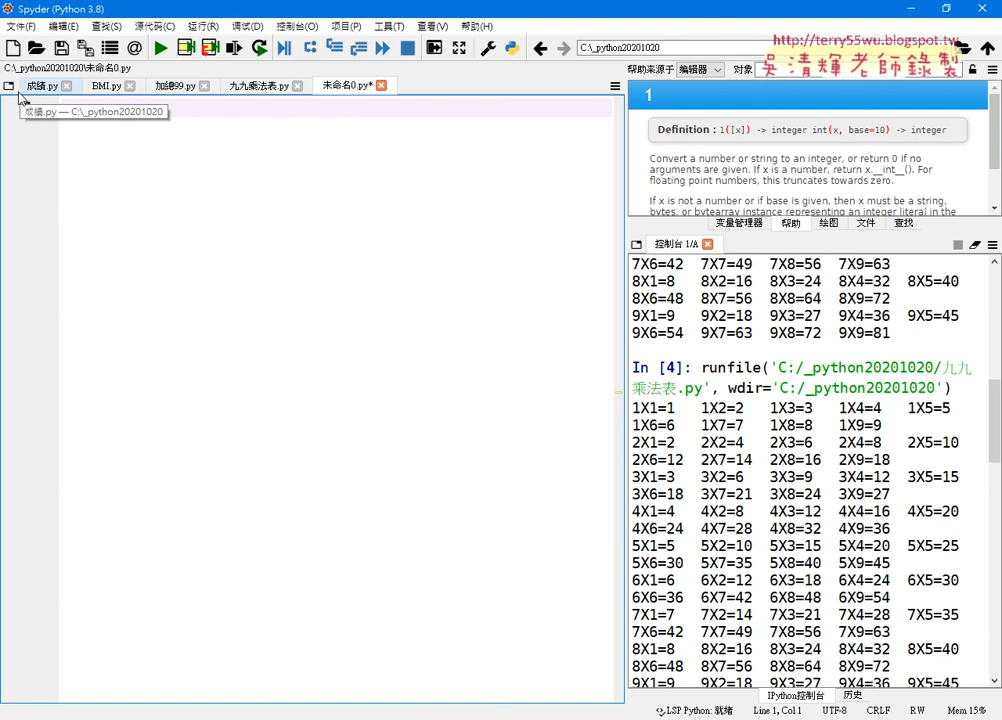 Spyder (Python 3.8)
文件(F) 编辑(E) 查找(S) 源代码(C) 运行(R) 调试(D) 控制台(O) 项目(P) 工具(T) 查看(V) 帮助(H)
C:\_python20201020
http://terry55wu.blogspot.tw
吳清輝老師錄製
C:\_python20201020\未命名0.py
成績.py BMI.py 加總99.py 九九乘法表.py 未命名0.py*
成績.py — C:\_python20201020
帮助来源于 编辑器 对象
1
Definition : 1([x]) -> integer int(x, base=10) -> integer
Convert a number or string to an integer, or return 0 if no
arguments are given. If x is a number, return x.__int__(). For
floating point numbers, this truncates towards zero.
If x is not a number or if base is given, then x must be a string,
bytes, or bytearray instance representing an integer literal in the
变量管理器 帮助 绘图 文件 查找
控制台 1/A
7X6=42 7X7=49 7X8=56 7X9=63
8X1=8 8X2=16 8X3=24 8X4=32 8X5=40
8X6=48 8X7=56 8X8=64 8X9=72
9X1=9 9X2=18 9X3=27 9X4=36 9X5=45
9X6=54 9X7=63 9X8=72 9X9=81
In [4]: runfile('C:/_python20201020/九九
乘法表.py', wdir='C:/_python20201020')
1X1=1 1X2=2 1X3=3 1X4=4 1X5=5
1X6=6 1X7=7 1X8=8 1X9=9
2X1=2 2X2=4 2X3=6 2X4=8 2X5=10
2X6=12 2X7=14 2X8=16 2X9=18
3X1=3 3X2=6 3X3=9 3X4=12 3X5=15
3X6=18 3X7=21 3X8=24 3X9=27
4X1=4 4X2=8 4X3=12 4X4=16 4X5=20
4X6=24 4X7=28 4X8=32 4X9=36
5X1=5 5X2=10 5X3=15 5X4=20 5X5=25
5X6=30 5X7=35 5X8=40 5X9=45
6X1=6 6X2=12 6X3=18 6X4=24 6X5=30
6X6=36 6X7=42 6X8=48 6X9=54
7X1=7 7X2=14 7X3=21 7X4=28 7X5=35
7X6=42 7X7=49 7X8=56 7X9=63
8X1=8 8X2=16 8X3=24 8X4=32 8X5=40
8X6=48 8X7=56 8X8=64 8X9=72
9X1=9 9X2=18 9X3=27 9X4=36 9X5=45
IPython控制台 历史
LSP Python: 就绪 Line 1, Col 1 UTF-8 CRLF RW Mem 15%